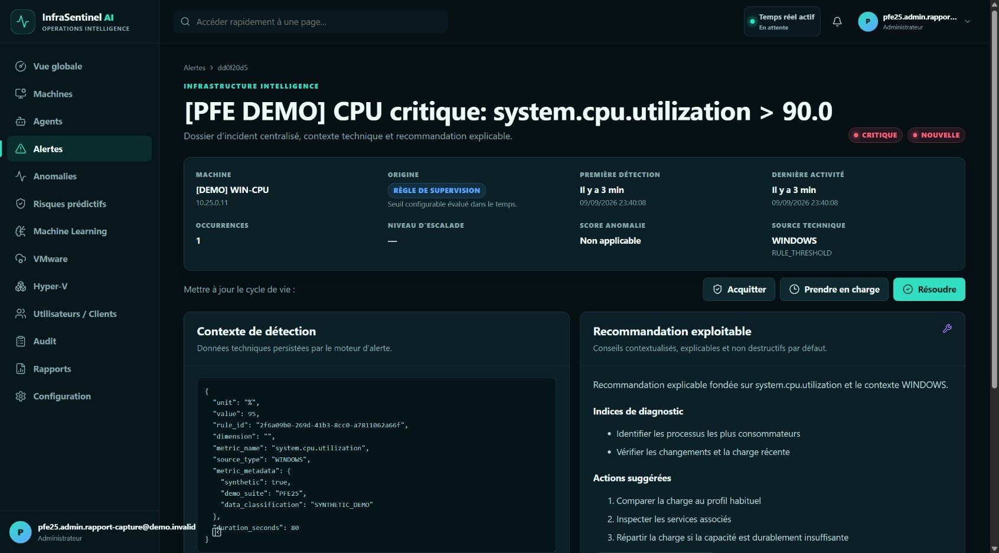 InfraSentinel AI
OPERATIONS INTELLIGENCE
Accéder rapidement à une page...
Temps réel actif
En attente
P
pfe25.admin.rappor...
Administrateur
Vue globale
Machines
Agents
Alertes
Anomalies
Risques prédictifs
Machine Learning
VMware
Hyper-V
Utilisateurs / Clients
Audit
Rapports
Configuration
P
pfe25.admin.rapport-capture@demo.invalid
Administrateur
Alertes > dd0f20d5
INFRASTRUCTURE INTELLIGENCE
[PFE DEMO] CPU critique: system.cpu.utilization > 90.0
Dossier d’incident centralisé, contexte technique et recommandation explicable.
CRITIQUE
NOUVELLE
MACHINE
[DEMO] WIN-CPU
10.25.0.11
ORIGINE
RÈGLE DE SUPERVISION
Seuil configurable évalué dans le temps.
PREMIÈRE DÉTECTION
Il y a 3 min
09/09/2026 23:40:08
DERNIÈRE ACTIVITÉ
Il y a 3 min
09/09/2026 23:40:08
OCCURRENCES
1
NIVEAU D’ESCALADE
—
SCORE ANOMALIE
Non applicable
SOURCE TECHNIQUE
WINDOWS
RULE_THRESHOLD
Mettre à jour le cycle de vie :
Acquitter
Prendre en charge
Résoudre
Contexte de détection
Données techniques persistées par le moteur d’alerte.
{
"unit": "%",
"value": 95,
"rule_id": "2f6a09b0-269d-41b3-8cc0-a7811062a66f",
"dimension": "",
"metric_name": "system.cpu.utilization",
"source_type": "WINDOWS",
"metric_metadata": {
"synthetic": true,
"demo_suite": "PFE25",
"data_classification": "SYNTHETIC_DEMO"
},
"duration_seconds": 80
}
Recommandation exploitable
Conseils contextualisés, explicables et non destructifs par défaut.
Recommandation explicable fondée sur system.cpu.utilization et le contexte WINDOWS.
Indices de diagnostic
• Identifier les processus les plus consommateurs
• Vérifier les changements et la charge récente
Actions suggérées
1. Comparer la charge au profil habituel
2. Inspecter les services associés
3. Répartir la charge si la capacité est durablement insuffisante